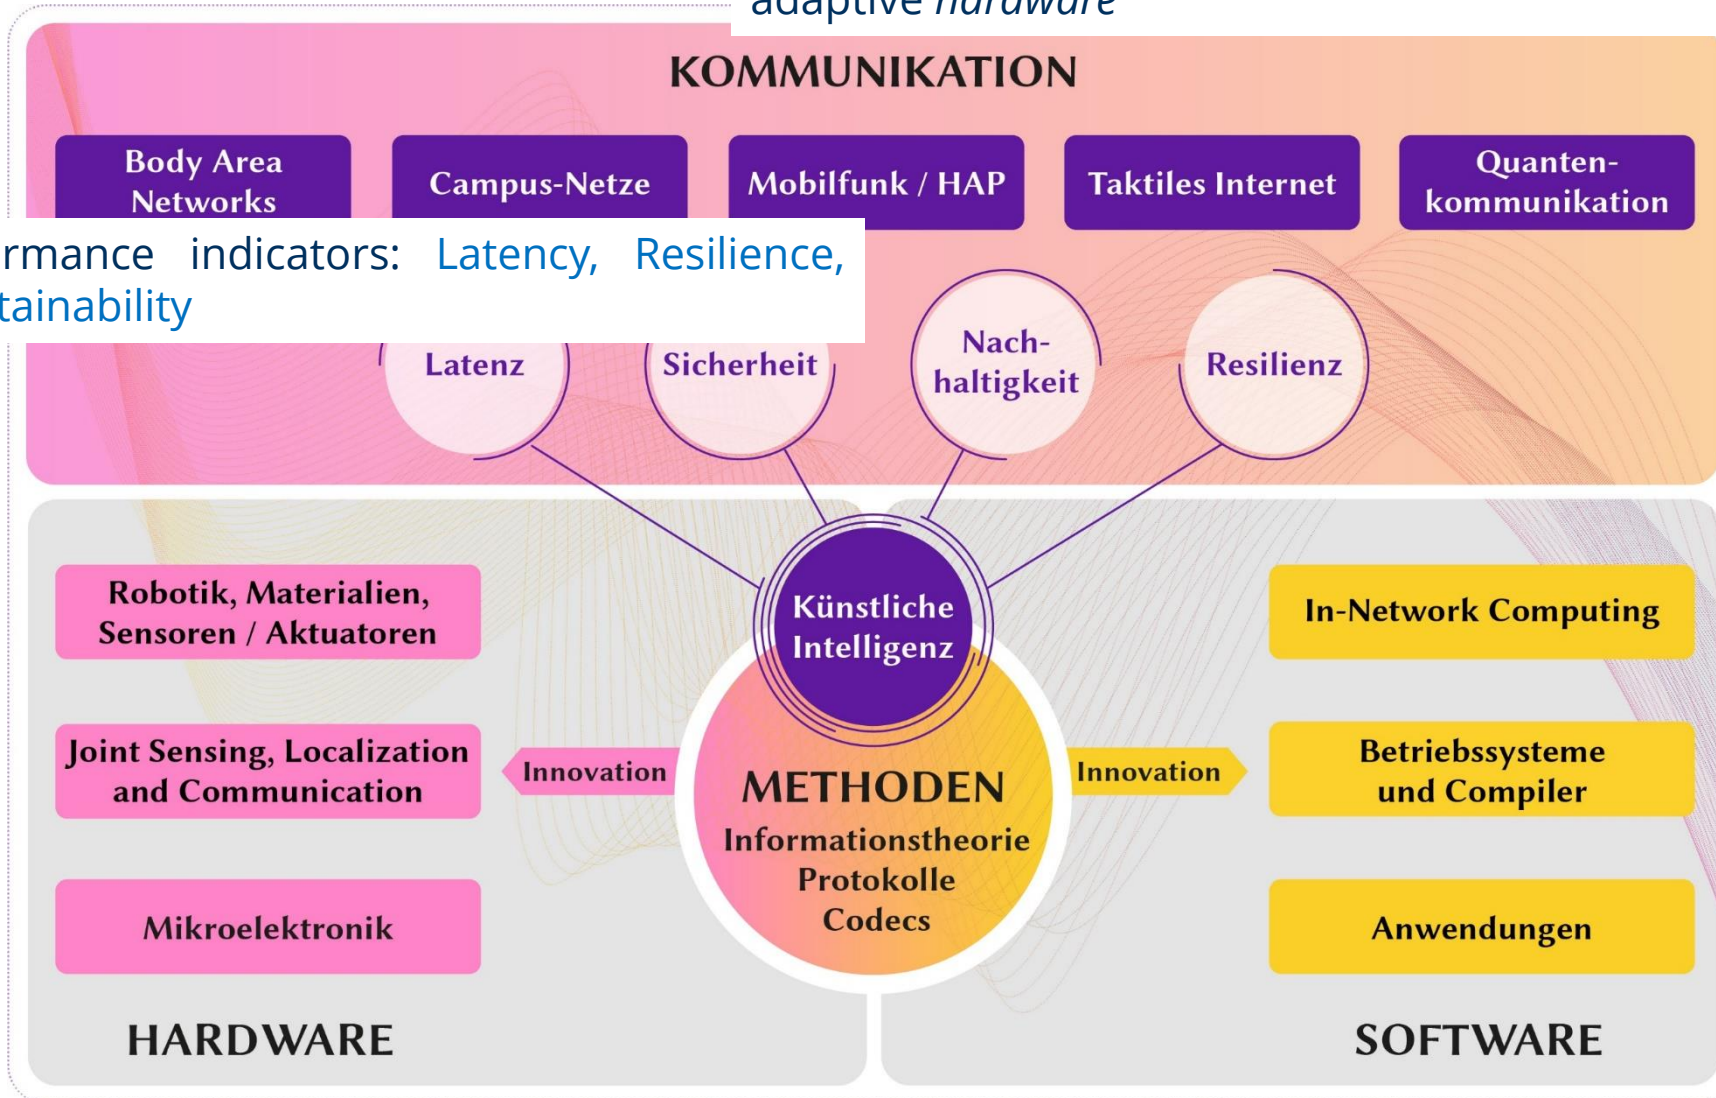 adaptive hardware
KOMMUNIKATION
Body Area
Networks
Campus-Netze
Mobilfunk / HAP
Taktiles Internet
Quanten-
kommunikation
indicators: Latency, Resilience,
Latenz
Sicherheit
Nach-
haltigkeit
Resilienz
Künstliche
Intelligenz
Robotik, Materialien,
Sensoren / Aktuatoren
Joint Sensing, Localization
and Communication
Mikroelektronik
HARDWARE
Innovation
METHODEN
Informationstheorie
Protokolle
Codecs
Innovation
In-Network Computing
Betriebssysteme
und Compiler
Anwendungen
SOFTWARE